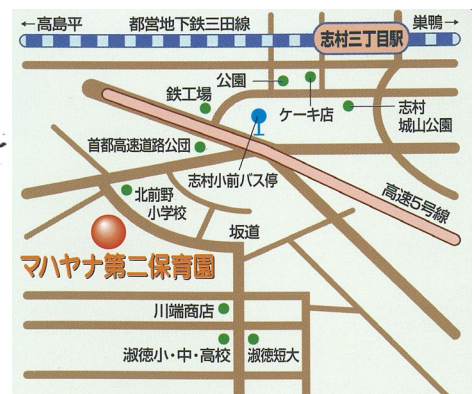 ←高島平
都営地下鉄三田線
巣鴨→
志村三丁目駅
公園
鉄工場
ケーキ店
志村
城山公園
首都高速道路公団
志村小前バス停
高速5号線
北前野
小学校
坂道
マハヤナ第二保育園
川端商店
淑徳小・中・高校
淑徳短大